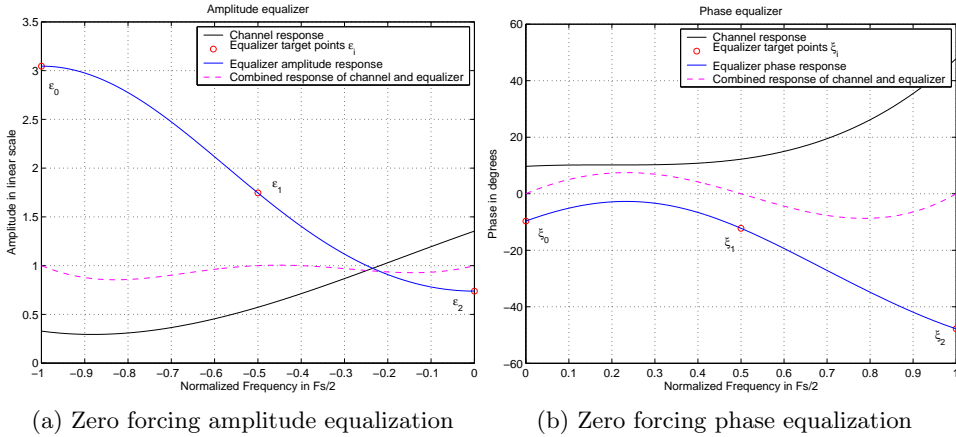 Amplitude equalizer
3.5
3
2.5
2
1.5
1
0.5
0
Amplitude in linear scale
Channel response
Equalizer target points ε_i
Equalizer amplitude response
Combined response of channel and equalizer
ε_0
ε_1
ε_2
−1 −0.9 −0.8 −0.7 −0.6 −0.5 −0.4 −0.3 −0.2 −0.1 0
Normalized Frequency in Fs/2
(a) Zero forcing amplitude equalization
Phase equalizer
60
40
20
0
−20
−40
−60
Phase in degrees
Channel response
Equalizer target points ξ_i
Equalizer phase response
Combined response of channel and equalizer
ξ_0
ξ_1
ξ_2
0 0.1 0.2 0.3 0.4 0.5 0.6 0.7 0.8 0.9 1
Normalized Frequency in Fs/2
(b) Zero forcing phase equalization